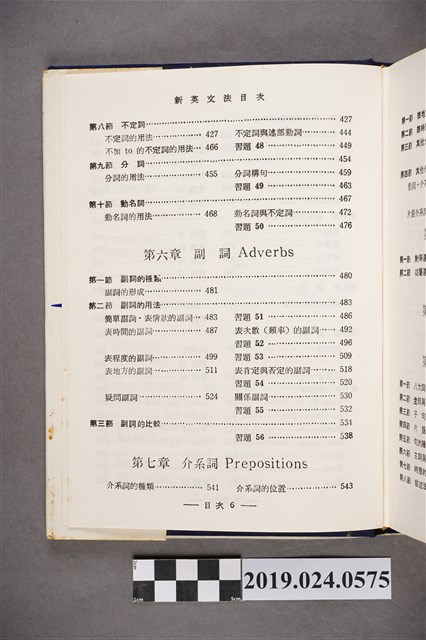 新英文法目次
第八節 不定詞 427
不定詞的用法 427 不定詞與述部動詞 444
不加 to 的不定詞的用法 466 習題 48 449
第九節 分 詞 454
分詞的用法 455 分詞構句 459
習題 49 463
第十節 動名詞 467
動名詞的用法 468 動名詞與不定詞 472
習題 50 476
第六章 副 詞 Adverbs
第一節 副詞的種類 480
副詞的形成 481
第二節 副詞的用法 483
簡單副詞・表情狀的副詞 483 習題 51 486
表時間的副詞 487 表次數（頻率）的副詞 492
習題 52 496
表程度的副詞 499 習題 53 509
表地方的副詞 511 表肯定與否定的副詞 518
習題 54 520
疑問副詞 524 關係副詞 530
習題 55 532
第三節 副詞的比較 534
習題 56 538
第七章 介系詞 Prepositions
介系詞的種類 541 介系詞的位置 543
— 目次 6 —
2019.024.0575